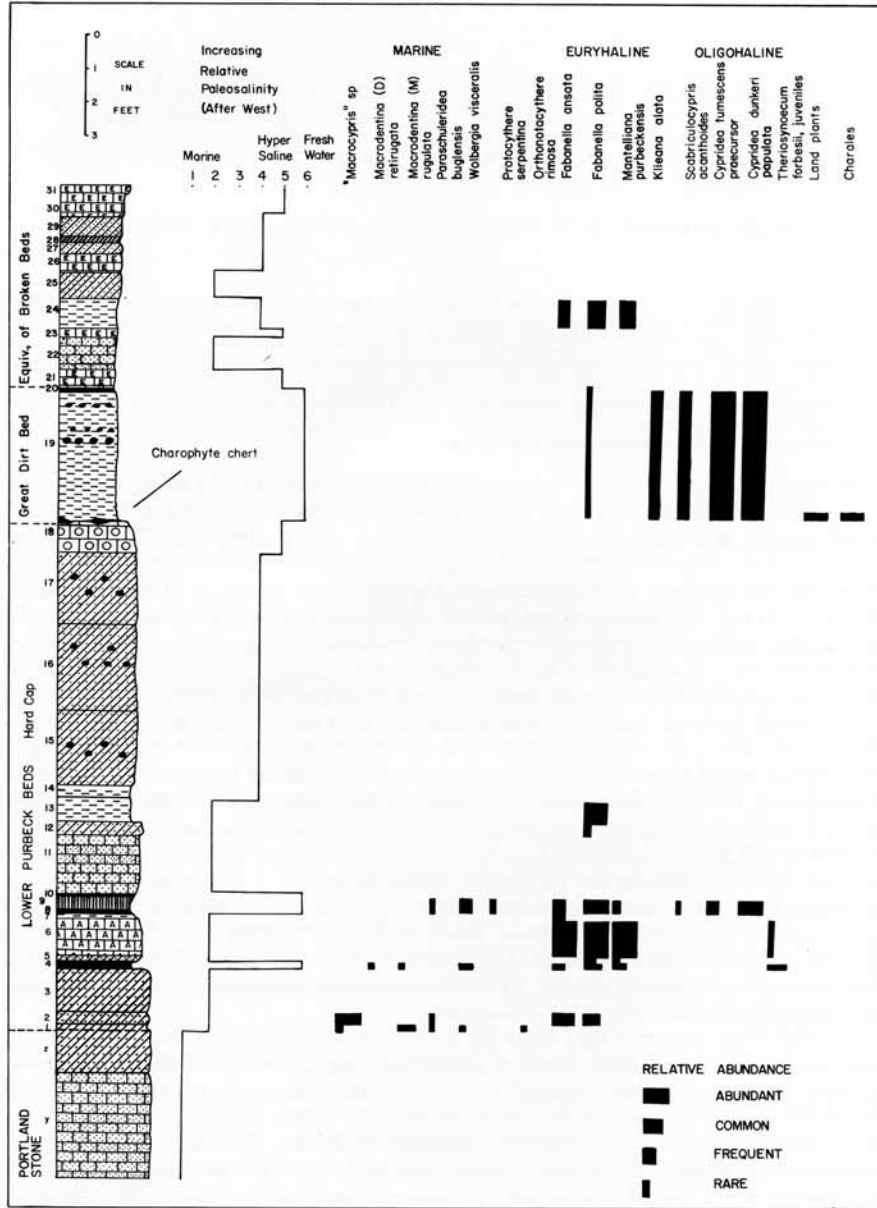 0
1
2
3
SCALE
IN
FEET
Increasing
Relative
Paleosalinity
(After West)
Marine
Hyper
Saline
Fresh
Water
2 3 4 5 6
MARINE
EURYHALINE
OLIGOHALINE
"Macrocypris" sp
Macrodentina (D)
retirugata
Macrodentina (M)
rugulata
Paraschuleridea
buglensis
Wolbergia visceralis
Protocythere
serpentina
Orthonotacythere
rimosa
Fabanella ansata
Fabanella polita
Mantelliana
purbeckensis
Klieana alata
Scabriculocypris
acanthoides
Cypridea tumescens
praecursor
Cypridea dunkeri
papulata
Theriosynoecum
forbesii, juveniles
Land plants
Charales
Equiv, of Broken Beds
Great Dirt Bed
Hard Cap
LOWER PURBECK BEDS
PORTLAND
STONE
31
E E E E
30
E E E
29
28
27
26
E E E
25
24
23
E E E E
22
21
E E E
20
19
Charophyte chert
18
17
16
15
14
13
12
11
10
9
8
6
A A A A
A A A A
5
4
3
2
1
z
y
RELATIVE ABUNDANCE
ABUNDANT
COMMON
FREQUENT
RARE